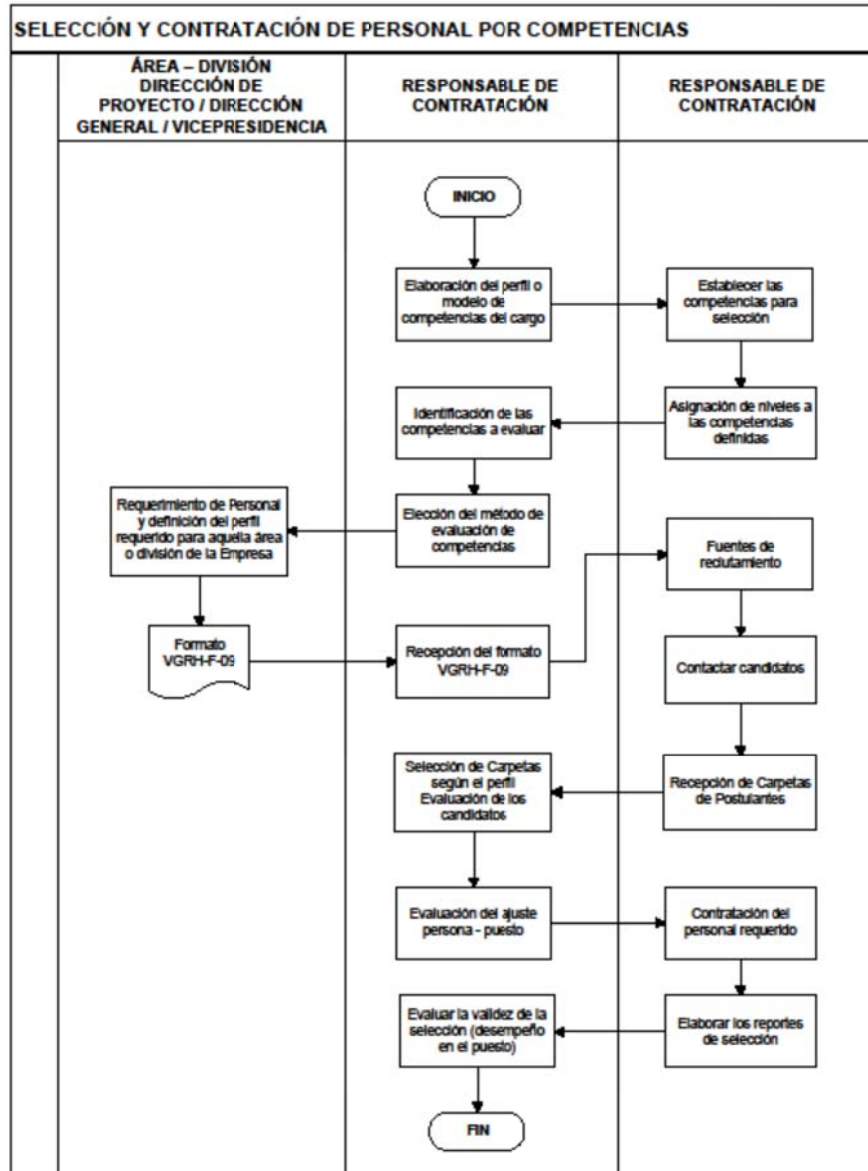 SELECCIÓN Y CONTRATACIÓN DE PERSONAL POR COMPETENCIAS
ÁREA – DIVISIÓN
DIRECCIÓN DE
PROYECTO / DIRECCIÓN
GENERAL / VICEPRESIDENCIA
RESPONSABLE DE
CONTRATACIÓN
RESPONSABLE DE
CONTRATACIÓN
INICIO
Elaboración del perfil o
modelo de
competencias del cargo
Establecer las
competencias para
selección
Asignación de niveles a
las competencias
definidas
Identificación de las
competencias a evaluar
Elección del método de
evaluación de
competencias
Requerimiento de Personal
y definición del perfil
requerido para aquella área
o división de la Empresa
Formato
VGRH-F-09
Recepción del formato
VGRH-F-09
Fuentes de
reclutamiento
Contactar candidatos
Recepción de Carpetas
de Postulantes
Selección de Carpetas
según el perfil
Evaluación de los
candidatos
Evaluación del ajuste
persona - puesto
Contratación del
personal requerido
Elaborar los reportes
de selección
Evaluar la validez de la
selección (desempeño
en el puesto)
FIN